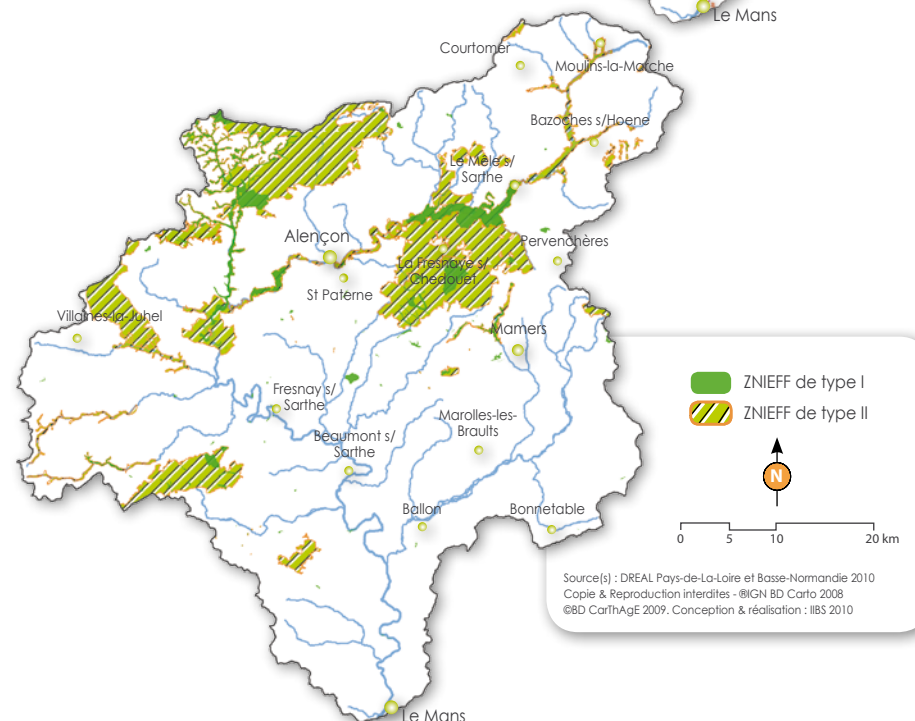 Le Mans
Courtomer
Moulins-la-Marche
Bazoches s/Hoene
Le Mêle s/
Sarthe
Alençon
Pervenchères
La Fresnaye s/
Chedouet
St Paterne
Villaines-la-Juhel
Mamers
ZNIEFF de type I
ZNIEFF de type II
Fresnay s/
Sarthe
Marolles-les-
Braults
Beaumont s/
Sarthe
N
Ballon
Bonnetable
0 5 10 20 km
Source(s) : DREAL Pays-de-La-Loire et Basse-Normandie 2010
Copie & Reproduction interdites - ®IGN BD Carto 2008
©BD CarThAgE 2009. Conception & réalisation : IIBS 2010
Le Mans